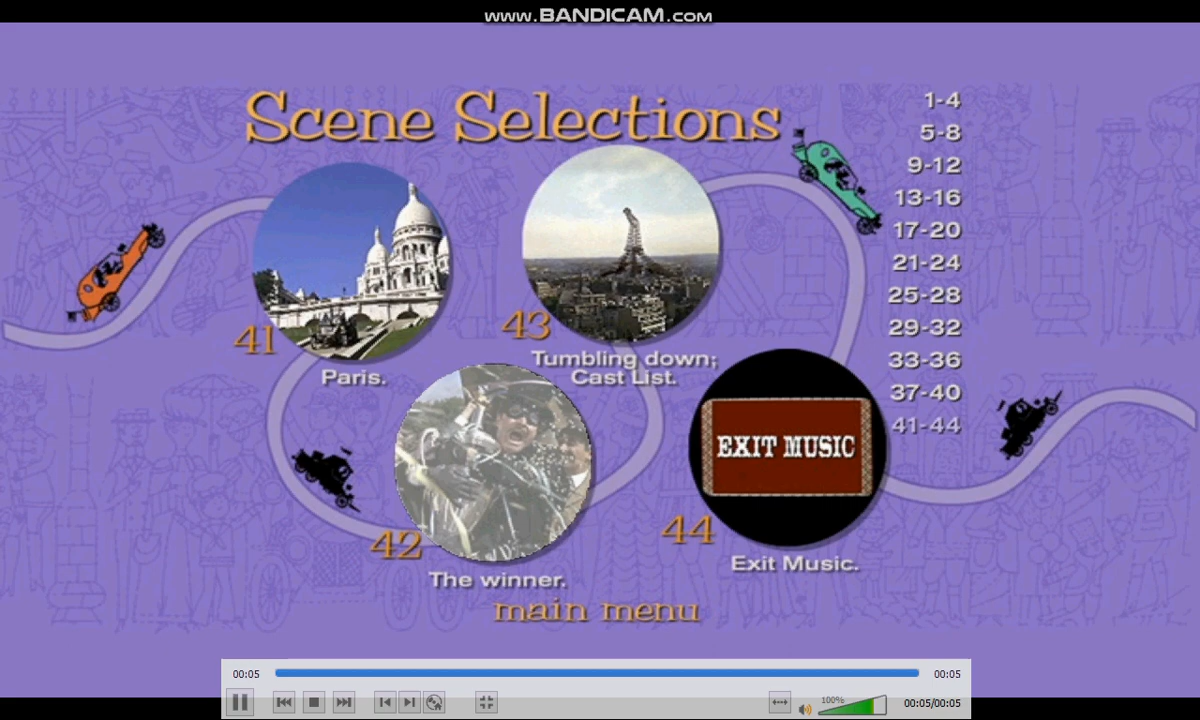 www.BANDICAM.com
Scene Selections
1-4
5-8
9-12
13-16
17-20
21-24
25-28
29-32
33-36
37-40
41-44
41
Paris.
43
Tumbling down;
Cast List.
42
The winner.
EXIT MUSIC
44
Exit Music.
main menu
00:05
00:05
100%
00:05/00:05